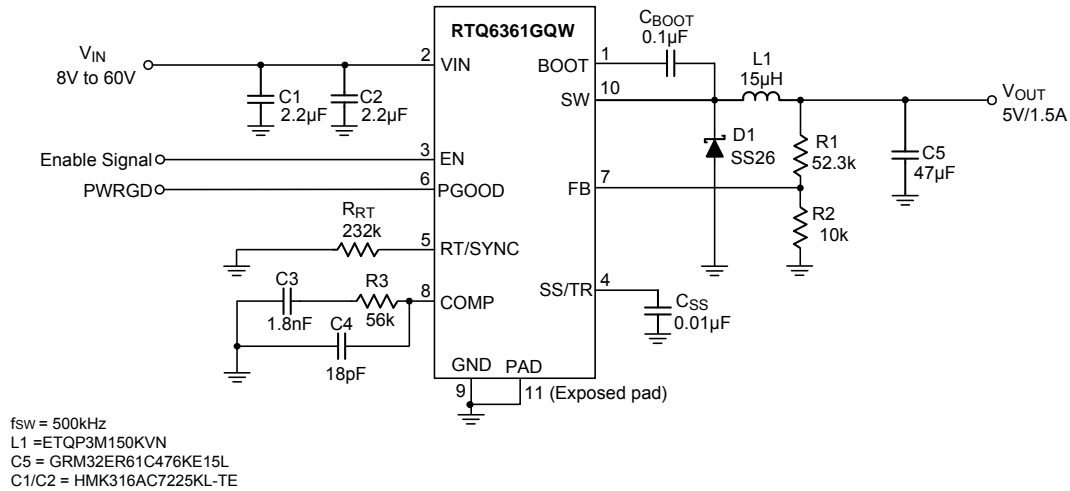 RTQ6361GQW
VIN
8V to 60V
C1
2.2µF
C2
2.2µF
2
VIN
Enable Signal
3
EN
PWRGD
6
PGOOD
RRT
232k
5
RT/SYNC
C3
1.8nF
R3
56k
8
COMP
C4
18pF
GND
PAD
9
11 (Exposed pad)
CBOOT
0.1µF
1
BOOT
10
SW
L1
15µH
VOUT
5V/1.5A
D1
SS26
R1
52.3k
C5
47µF
7
FB
R2
10k
4
SS/TR
CSS
0.01µF
fSW = 500kHz
L1 =ETQP3M150KVN
C5 = GRM32ER61C476KE15L
C1/C2 = HMK316AC7225KL-TE